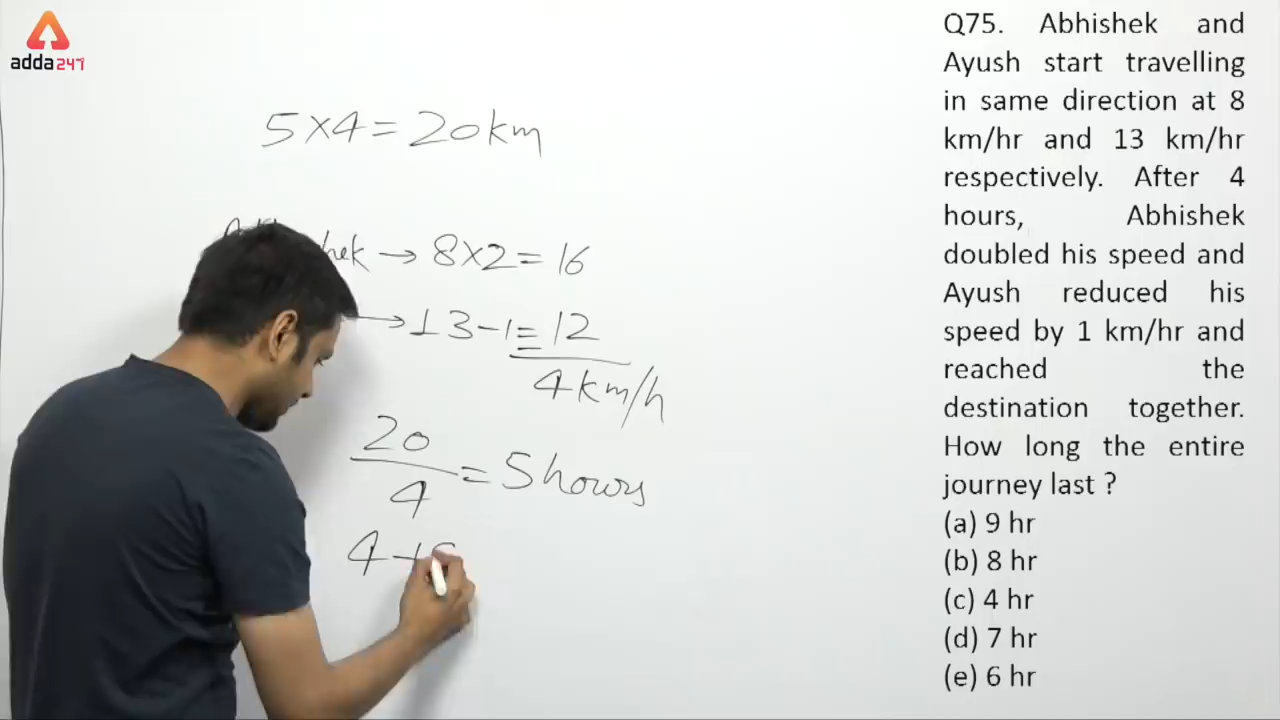 adda247
5×4=20km
hek → 8×2=16
→ 13-1=12
4km/h
20
4
=5hours
4+
Q75. Abhishek and
Ayush start travelling
in same direction at 8
km/hr and 13 km/hr
respectively. After 4
hours, Abhishek
doubled his speed and
Ayush reduced his
speed by 1 km/hr and
reached the
destination together.
How long the entire
journey last ?
(a) 9 hr
(b) 8 hr
(c) 4 hr
(d) 7 hr
(e) 6 hr